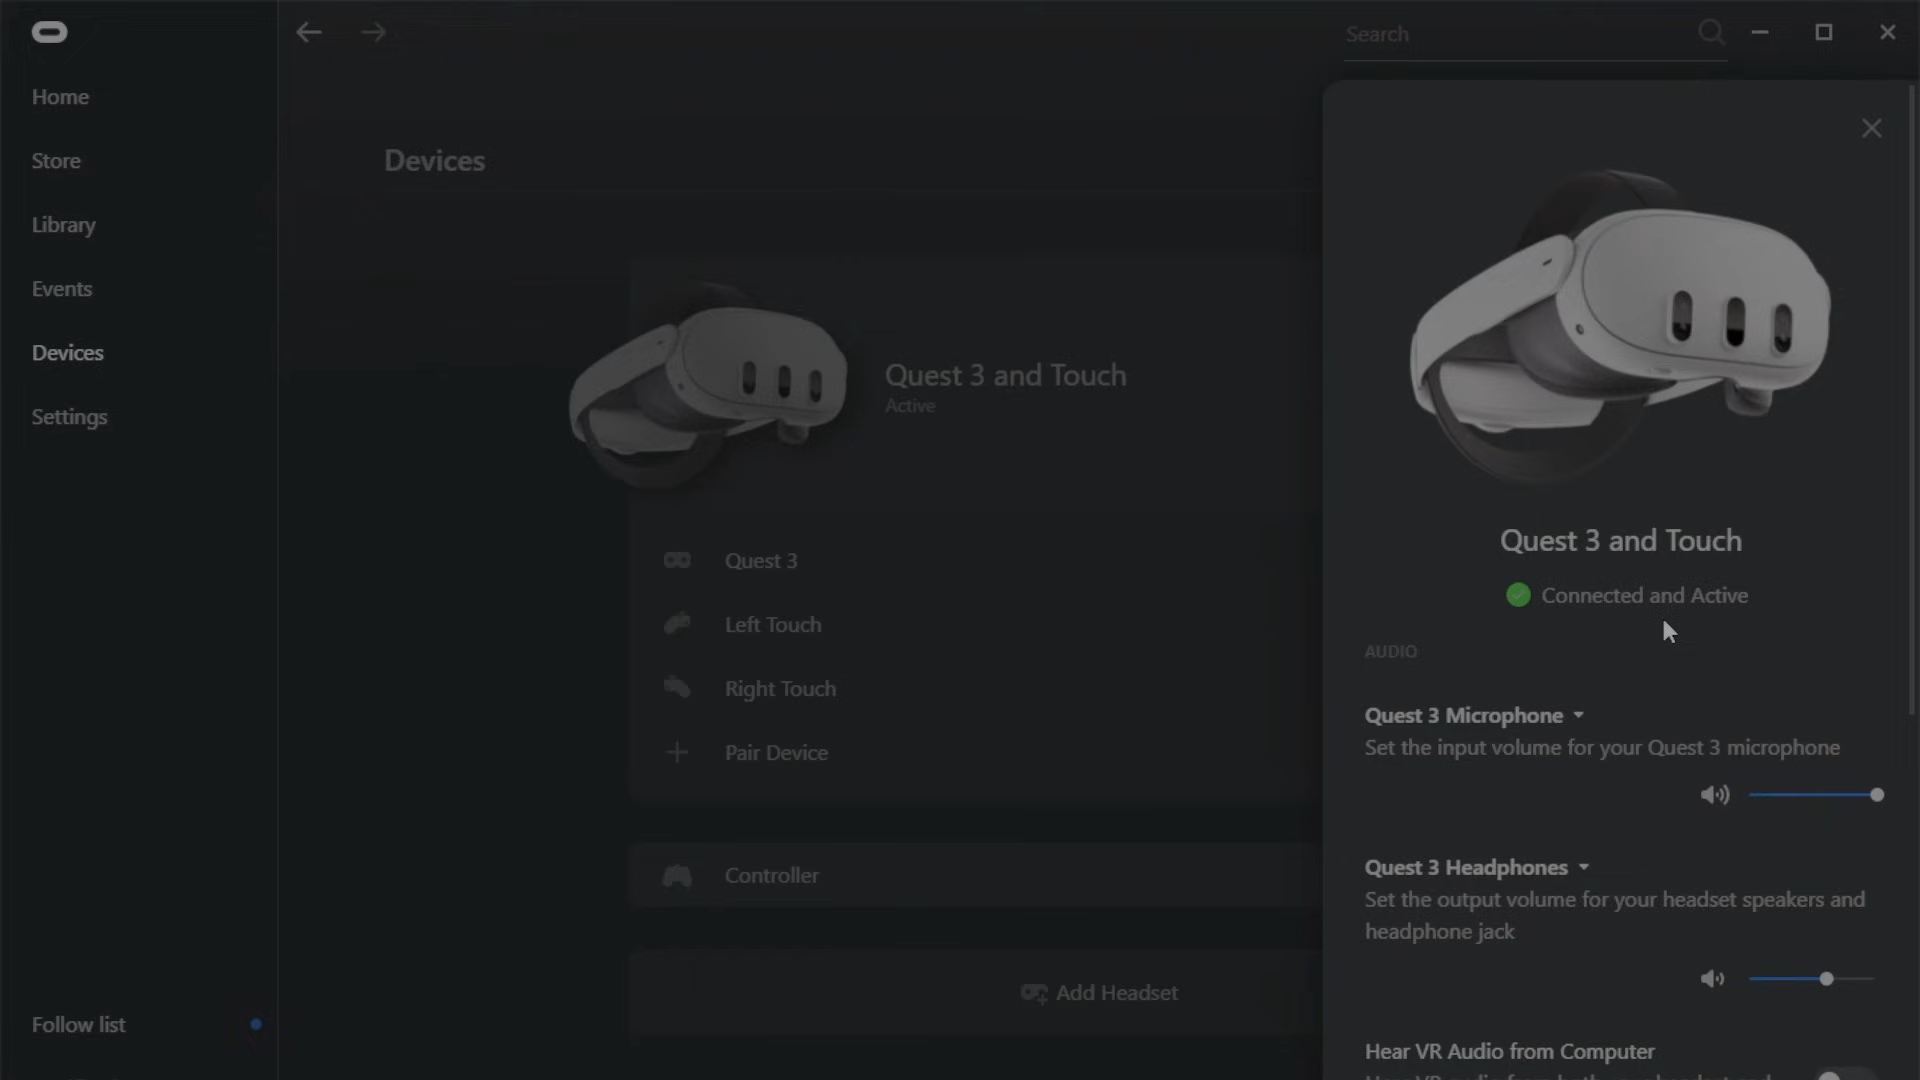 Search
Home
Store
Library
Events
Devices
Settings
Follow list
Devices
Quest 3 and Touch
Active
Quest 3
Left Touch
Right Touch
Pair Device
Controller
Add Headset
Quest 3 and Touch
Connected and Active
AUDIO
Quest 3 Microphone
Set the input volume for your Quest 3 microphone
Quest 3 Headphones
Set the output volume for your headset speakers and
headphone jack
Hear VR Audio from Computer